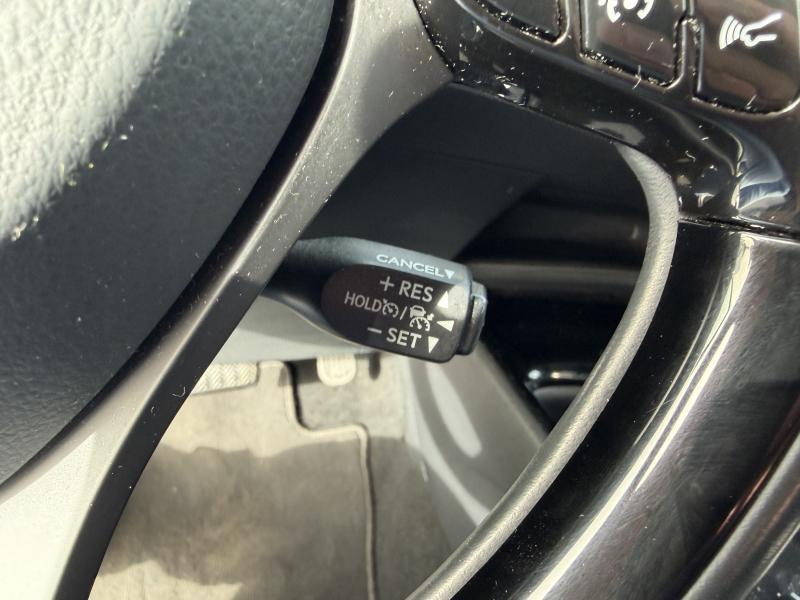 CANCEL▼
+ RES ▲
HOLD / ◀
− SET ▼